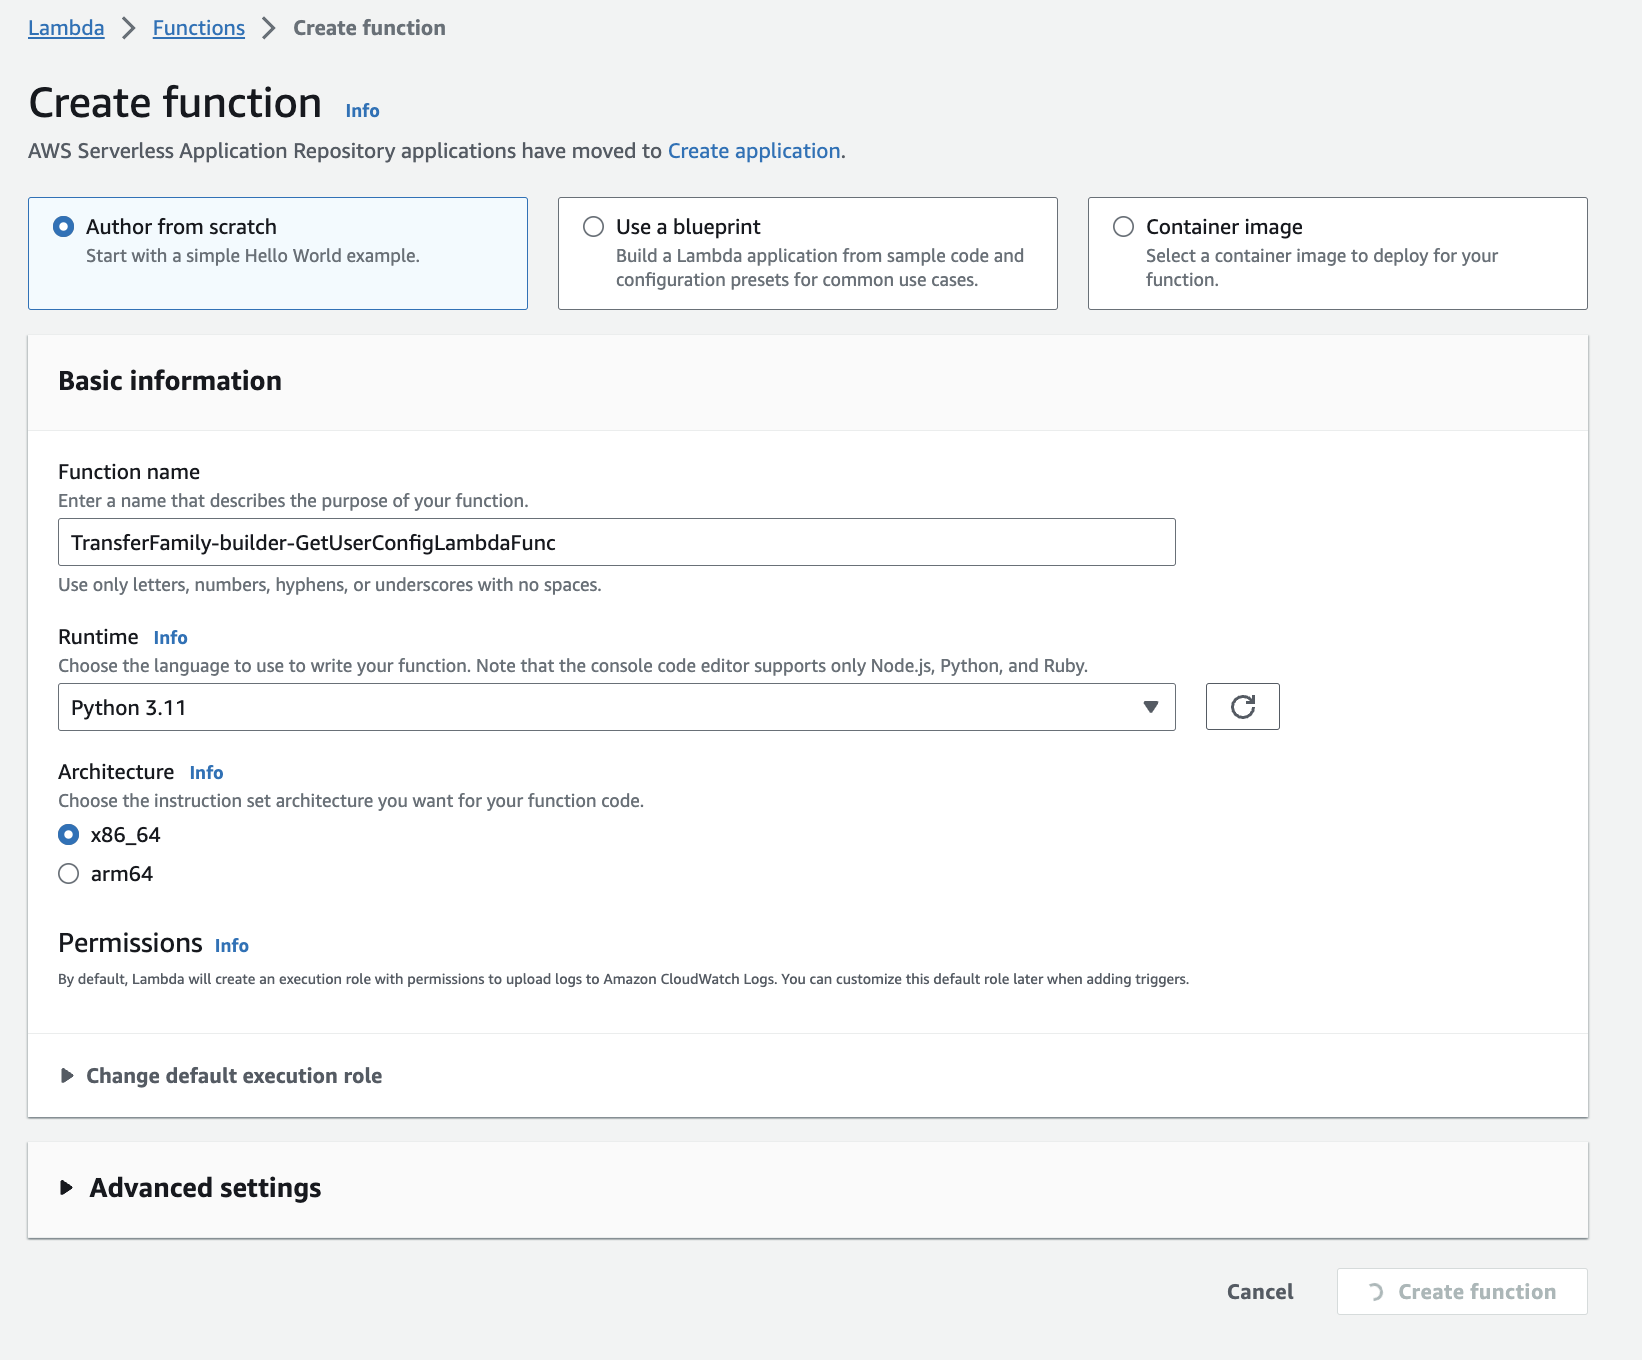 Lambda > Functions > Create function
Create function Info
AWS Serverless Application Repository applications have moved to Create application.
Author from scratch
Start with a simple Hello World example.
Use a blueprint
Build a Lambda application from sample code and
configuration presets for common use cases.
Container image
Select a container image to deploy for your
function.
Basic information
Function name
Enter a name that describes the purpose of your function.
TransferFamily-builder-GetUserConfigLambdaFunc
Use only letters, numbers, hyphens, or underscores with no spaces.
Runtime Info
Choose the language to use to write your function. Note that the console code editor supports only Node.js, Python, and Ruby.
Python 3.11
Architecture Info
Choose the instruction set architecture you want for your function code.
x86_64
arm64
Permissions Info
By default, Lambda will create an execution role with permissions to upload logs to Amazon CloudWatch Logs. You can customize this default role later when adding triggers.
Change default execution role
Advanced settings
Cancel
Create function